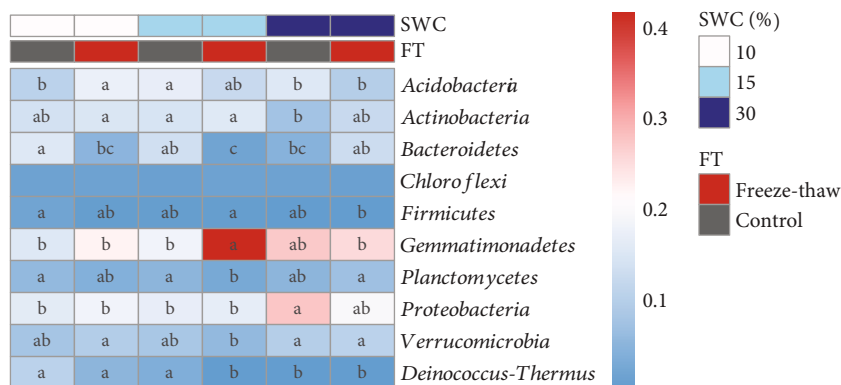 SWC
FT
b a a b b b Acidobacteria
ab a a a b ab Actinobacteria
a bc ab c bc ab Bacteroidetes
Chloroflexi
a ab ab a ab b Firmicutes
b b b a ab b Gemmatimonadetes
a ab a b ab a Planctomycetes
b b b b a ab Proteobacteria
ab a ab b a a Verrucomicrobia
a a a b b b Deinococcus-Thermus
0.4
0.3
0.2
0.1
SWC (%)
10
15
30
FT
Freeze-thaw
Control